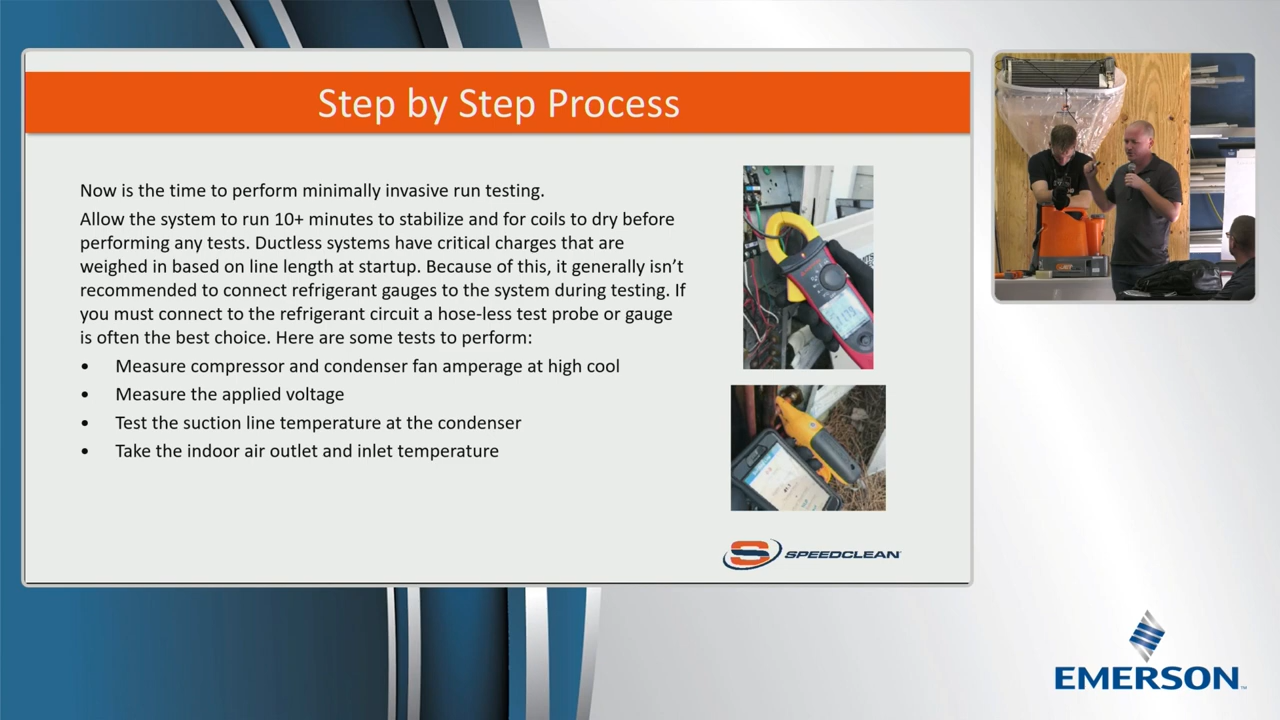 Step by Step Process
Now is the time to perform minimally invasive run testing.
Allow the system to run 10+ minutes to stabilize and for coils to dry before
performing any tests. Ductless systems have critical charges that are
weighed in based on line length at startup. Because of this, it generally isn’t
recommended to connect refrigerant gauges to the system during testing. If
you must connect to the refrigerant circuit a hose-less test probe or gauge
is often the best choice. Here are some tests to perform:
• Measure compressor and condenser fan amperage at high cool
• Measure the applied voltage
• Test the suction line temperature at the condenser
• Take the indoor air outlet and inlet temperature
S SPEEDCLEAN
EMERSON™